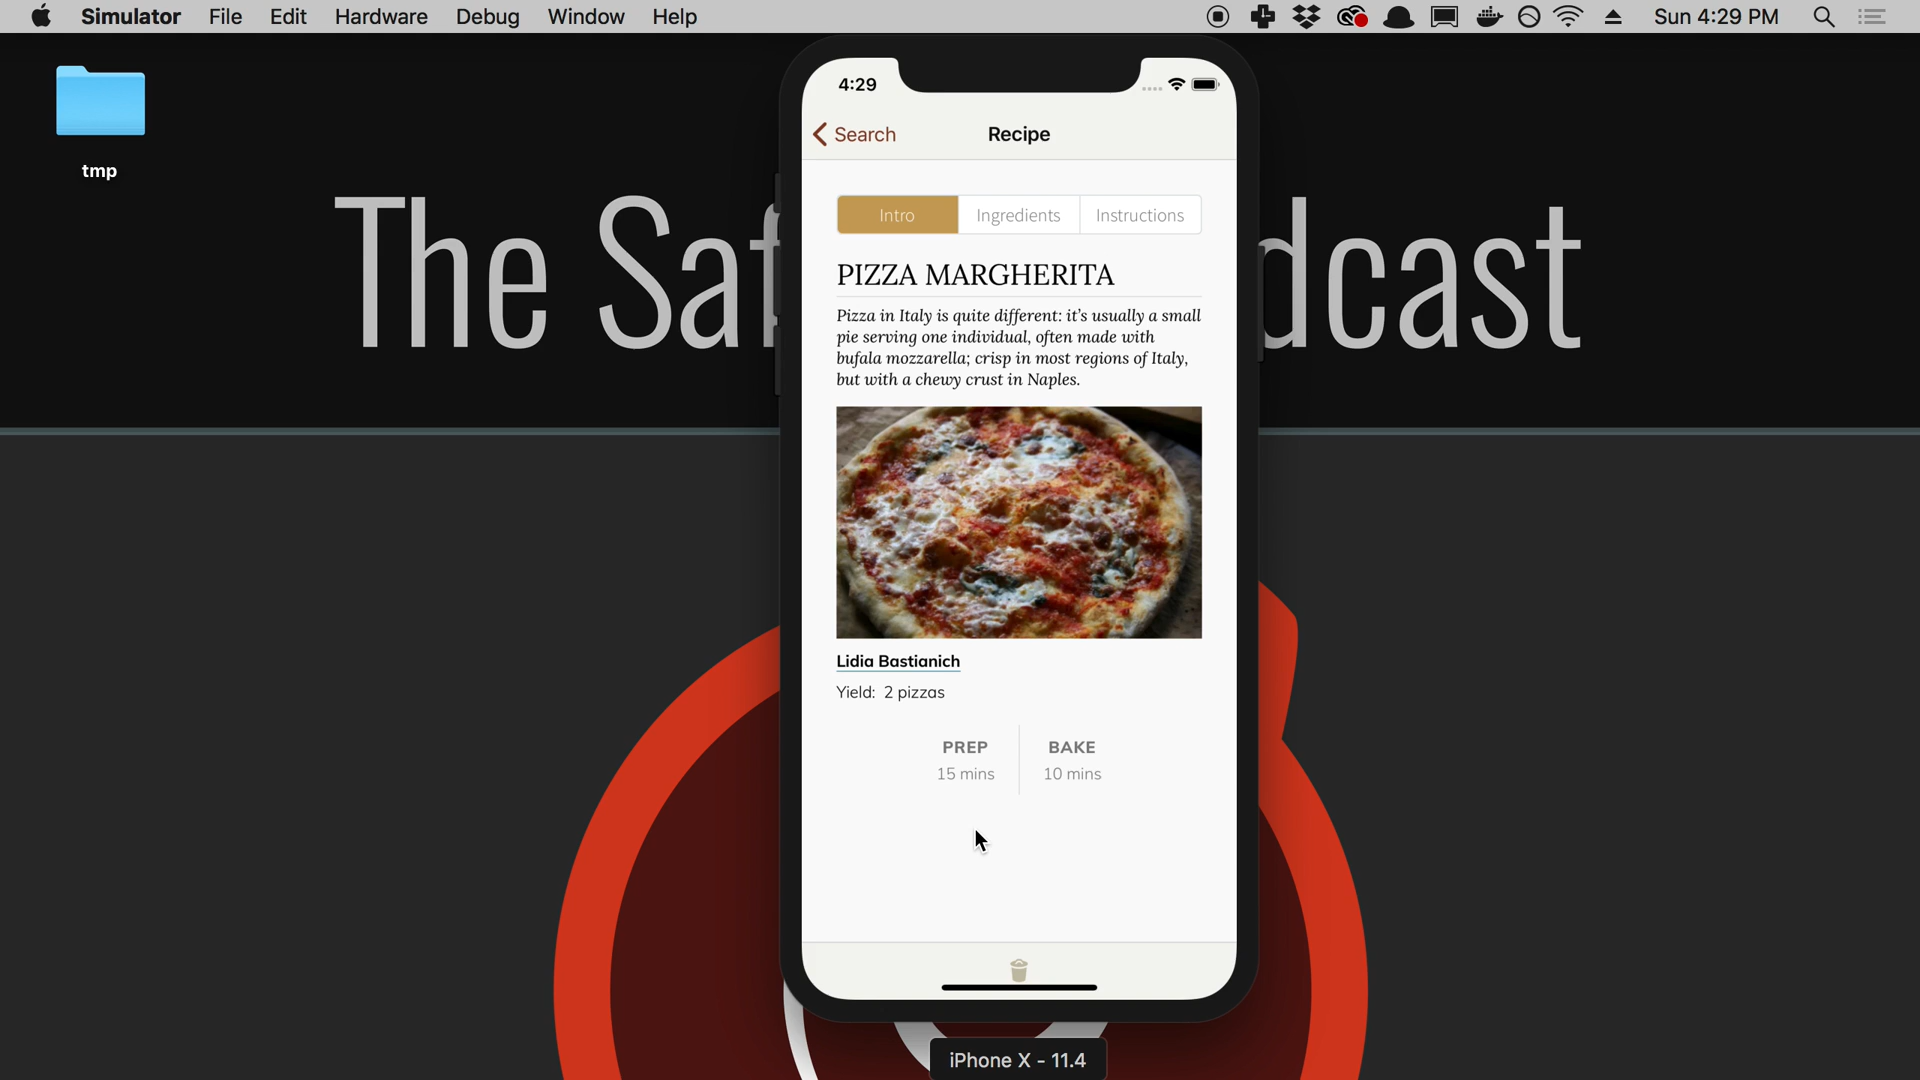 Simulator File Edit Hardware Debug Window Help
Sun 4:29 PM
tmp
The
4:29
Search
Recipe
Intro
Ingredients
Instructions
PIZZA MARGHERITA
Pizza in Italy is quite different: it's usually a small
pie serving one individual, often made with
bufala mozzarella; crisp in most regions of Italy,
but with a chewy crust in Naples.
Lidia Bastianich
Yield: 2 pizzas
PREP
15 mins
BAKE
10 mins
iPhone X - 11.4